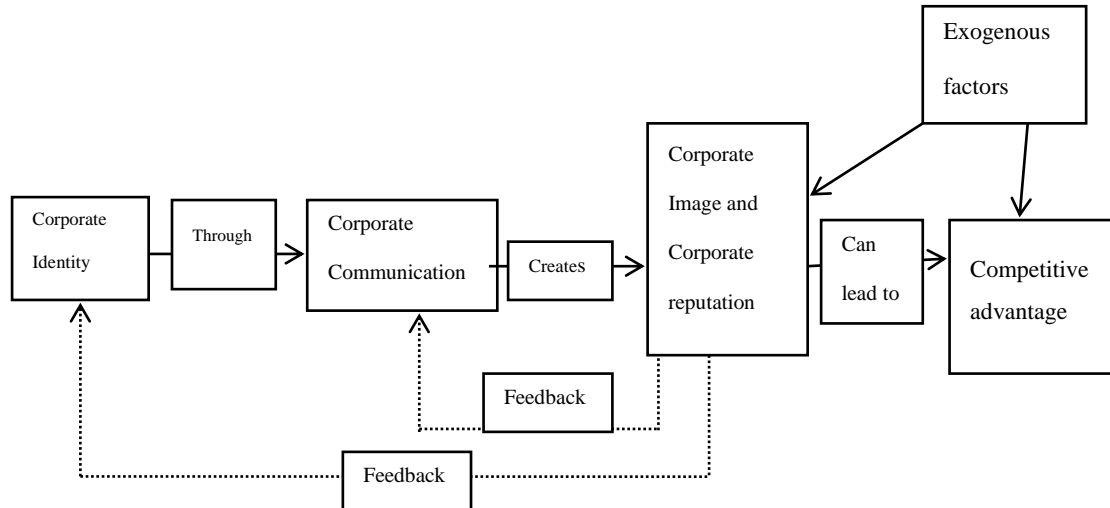 Exogenous
factors
Corporate
Identity
Through
Corporate
Communication
Creates
Corporate
Image and
Corporate
reputation
Can
lead to
Competitive
advantage
Feedback
Feedback